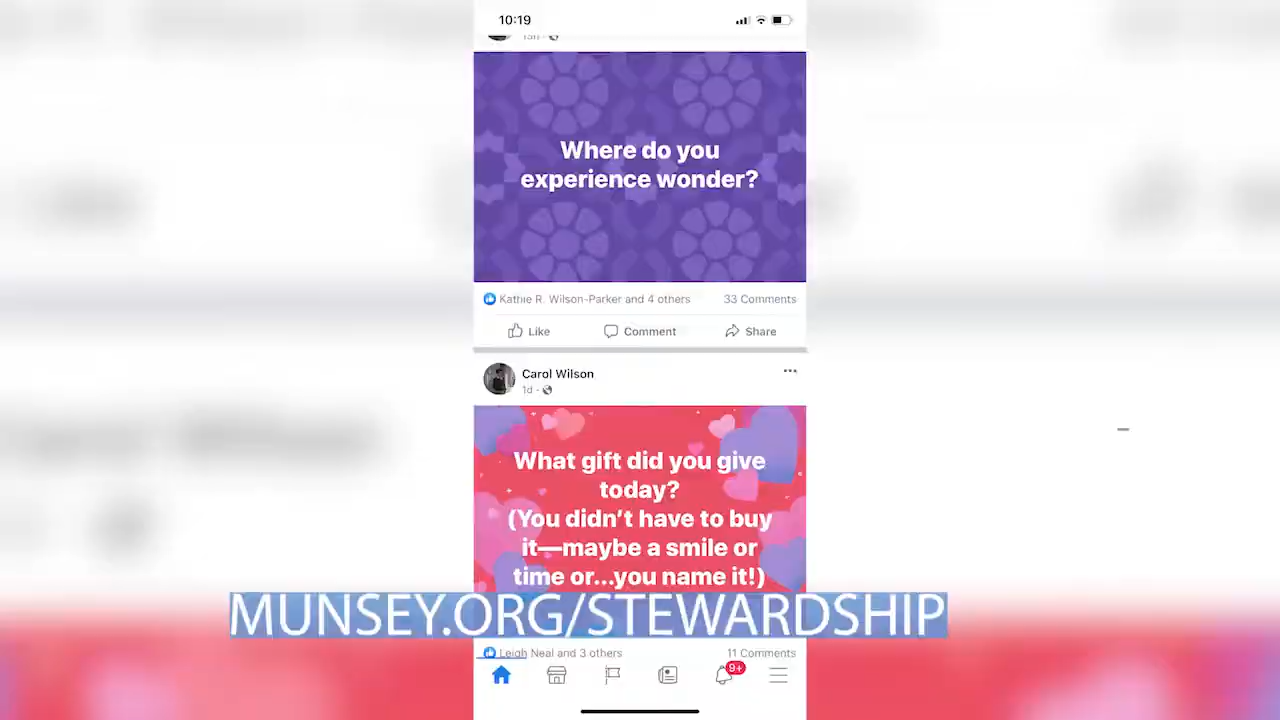 10:19
15h
Where do you
experience wonder?
Kathie R. Wilson-Parker and 4 others
33 Comments
Like
Comment
Share
Carol Wilson
1d
What gift did you give
today?
(You didn't have to buy
it—maybe a smile or
time or...you name it!)
MUNSEY.ORG/STEWARDSHIP
Leigh Neal and 3 others
11 Comments
9+